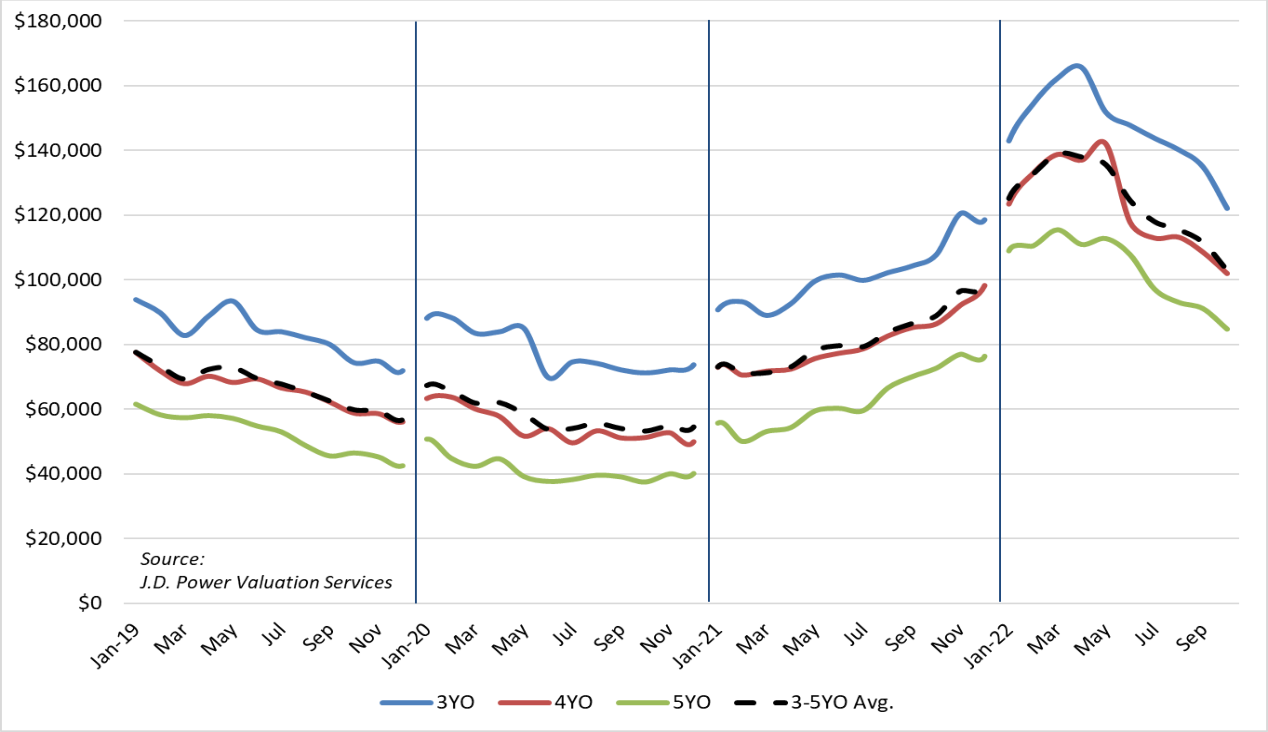 $180,000
$160,000
$140,000
$120,000
$100,000
$80,000
$60,000
$40,000
$20,000
$0
Source:
J.D. Power Valuation Services
Jan-19 Mar May Jul Sep Nov Jan-20 Mar May Jul Sep Nov Jan-21 Mar May Jul Sep Nov Jan-22 Mar May Jul Sep
3YO 4YO 5YO 3-5YO Avg.